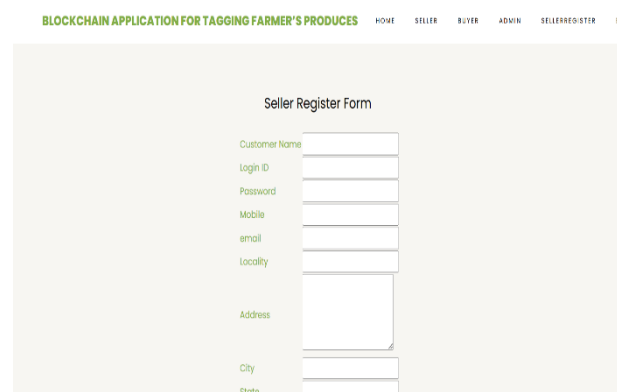 BLOCKCHAIN APPLICATION FOR TAGGING FARMER'S PRODUCES HOME SELLER BUYER ADMIN SELLERREGISTER
Seller Register Form
Customer Name
Login ID
Password
Mobile
email
Locality
Address
City
State